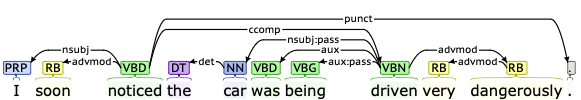 punct
ccomp
nsubj:pass
nsubj aux advmod
advmod det aux:pass advmod
PRP RB VBD DT NN VBD VBG VBN RB RB .
I soon noticed the car was being driven very dangerously .